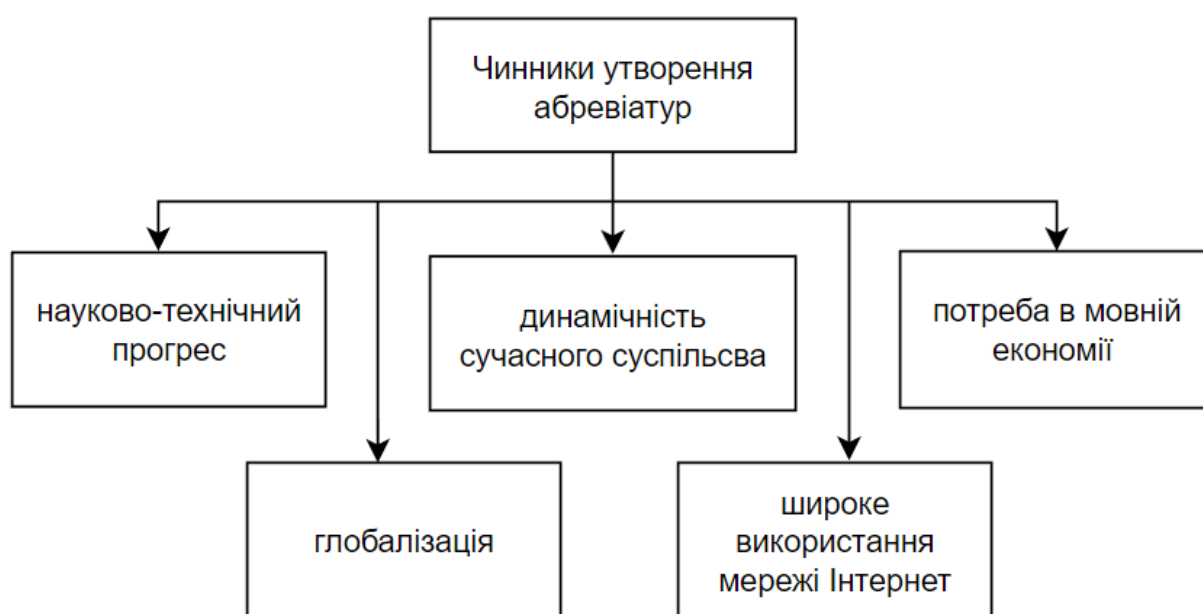 Чинники утворення
абревіатур
науково-технічний
прогрес
динамічність
сучасного суспільсва
потреба в мовній
економії
глобалізація
широке
використання
мережі Інтернет